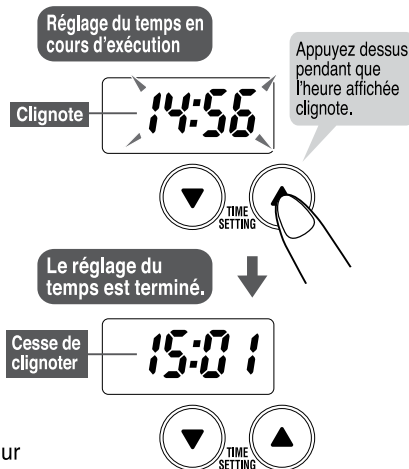 Réglage du temps en
cours d'exécution
Appuyez dessus
pendant que
l'heure affichée
clignote.
Clignote
14:56
▼
▲
TIME
SETTING
Le réglage du
temps est terminé.
Cesse de
clignoter
15:01
▼
▲
TIME
SETTING
ur